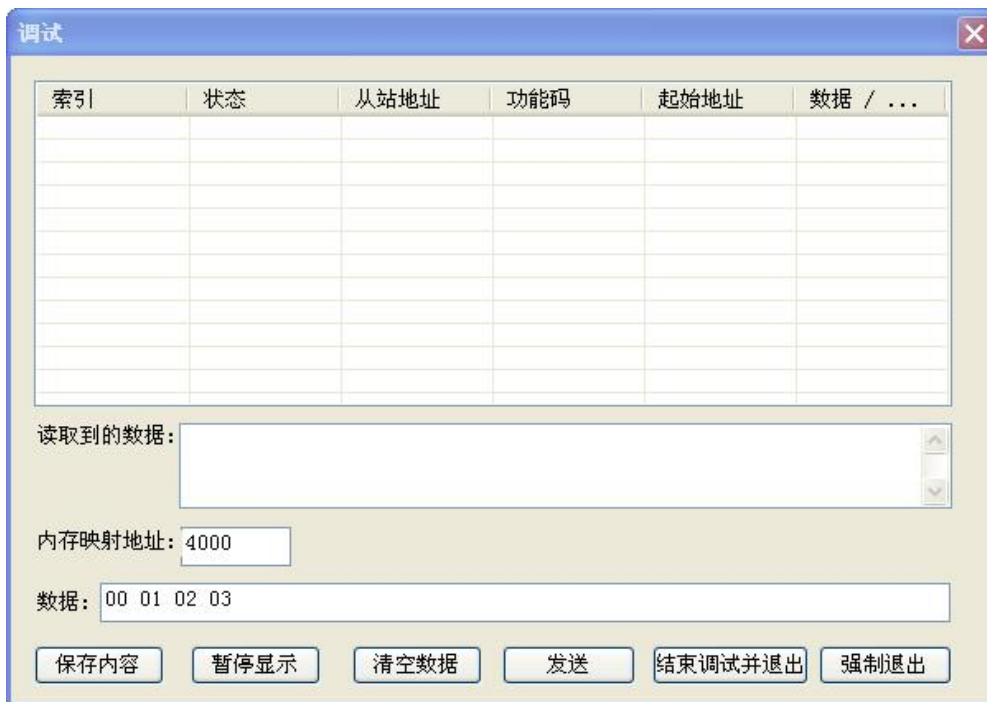 调试
索引 状态 从站地址 功能码 起始地址 数据 / ...
读取到的数据:
内存映射地址: 4000
数据: 00 01 02 03
保存内容 暂停显示 清空数据 发送 结束调试并退出 强制退出